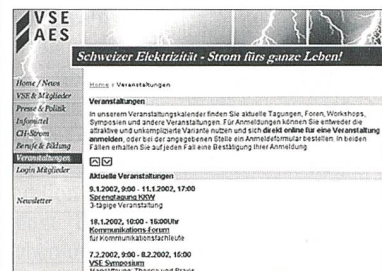 VSE
AES
Schweizer Elektrizität - Strom fürs ganze Leben!
Home / News
VSE & Mitglieder
Presse & Politik
Infomittel
CH-Strom
Berufe & Bildung
Veranstaltungen
Login Mitglieder
Newsletter
Home / Veranstaltungen
Veranstaltungen
In unserem Veranstaltungskalender finden Sie aktuelle Tagungen, Foren, Workshops,
Symposien und andere Veranstaltungen. Für Anmeldungen können Sie entweder die
attraktive und unkomplizierte Variante nutzen und sich direkt online für eine Veranstaltung
anmelden, oder bei der angegebenen Stelle ein Anmeldeformular bestellen. In beiden
Fällen erhalten Sie auf jeden Fall eine Bestätigung Ihrer Anmeldung.
Aktuelle Veranstaltungen
9.1.2002, 9:00 - 11.1.2002, 17:00
Sprengtagung KKW
3-tägige Veranstaltung
18.1.2002, 10:00 - 16:00Uhr
Kommunikations-Forum
für Kommunikationsfachleute
7.2.2002, 9:00 - 8.2.2002, 16:00
VSE Symposium
Theorie und Praxis